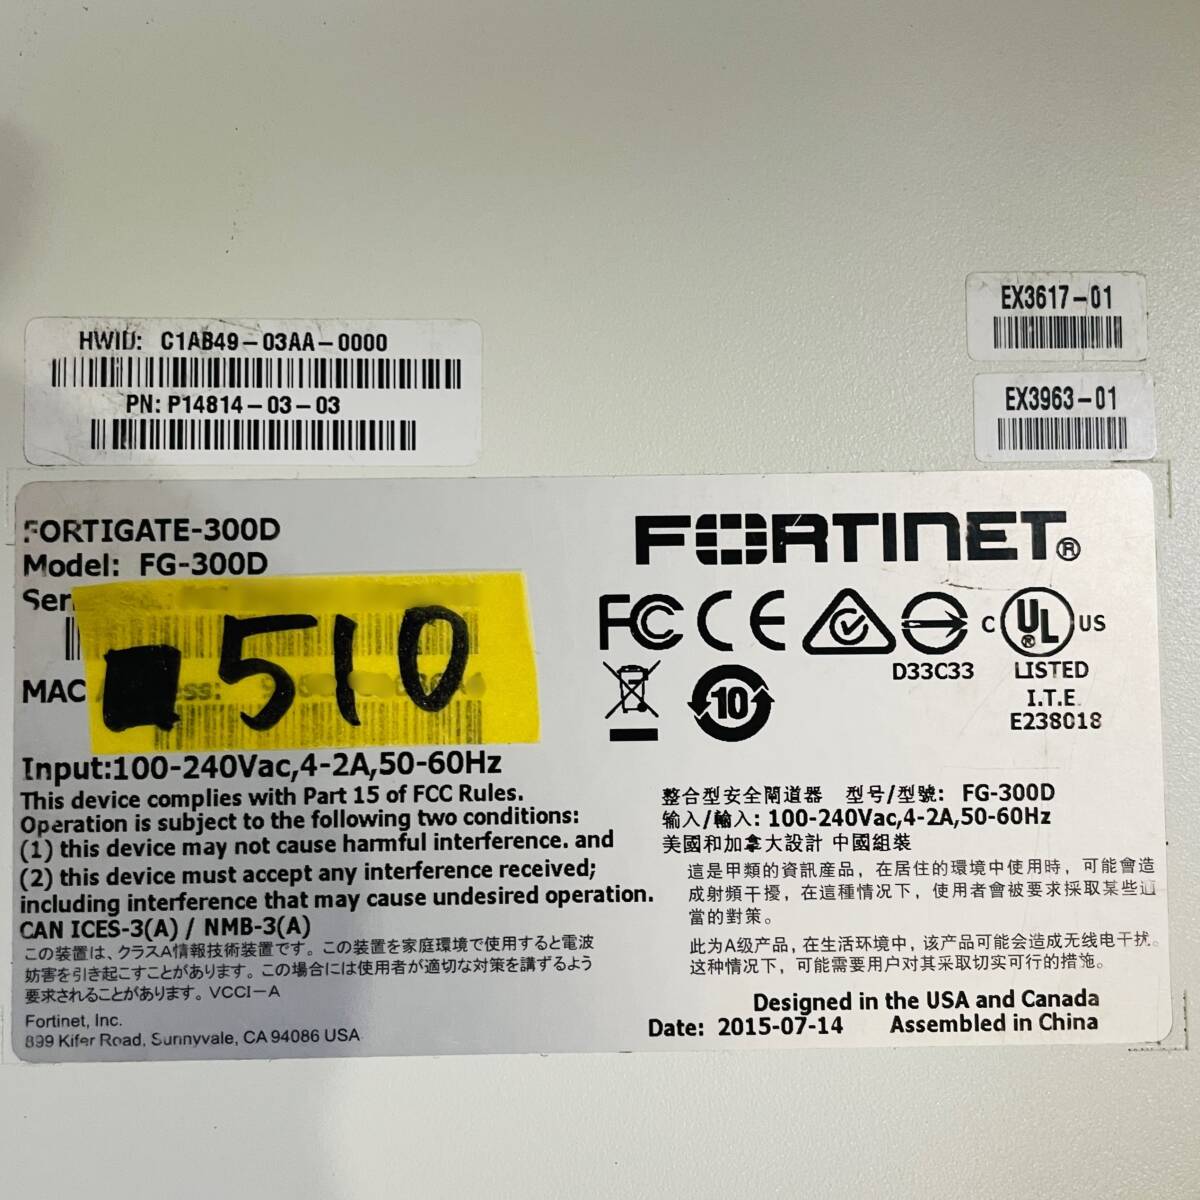 EX3617-01
HWID: C1AB49-03AA-0000
PN: P14814-03-03
EX3963-01
FORTIGATE-300D
Model: FG-300D
FORTINET®
510
MAC
FCC CE
D33C33
C UL US
®
LISTED
I.T.E.
E238018
10
Input:100-240Vac,4-2A,50-60Hz
This device complies with Part 15 of FCC Rules.
Operation is subject to the following two conditions:
(1) this device may not cause harmful interference. and
(2) this device must accept any interference received;
including interference that may cause undesired operation.
CAN ICES-3(A) / NMB-3(A)
この装置は、クラスA情報技術装置です。この装置を家庭環境で使用すると電波
妨害を引き起こすことがあります。この場合には使用者が適切な対策を講ずるよう
要求されることがあります。VCCI-A
Fortinet, Inc.
899 Kifer Road, Sunnyvale, CA 94086 USA
整合型安全閘道器 型号/型號: FG-300D
输入/輸入: 100-240Vac,4-2A,50-60Hz
美國和加拿大設計 中國組裝
這是甲類的資訊產品，在居住的環境中使用時，可能會造
成射頻干擾，在這種情況下，使用者會被要求採取某些適
當的對策。
此为A级产品，在生活环境中，该产品可能会造成无线电干扰。
这种情况下，可能需要用户对其采取切实可行的措施。
Designed in the USA and Canada
Date: 2015-07-14 Assembled in China